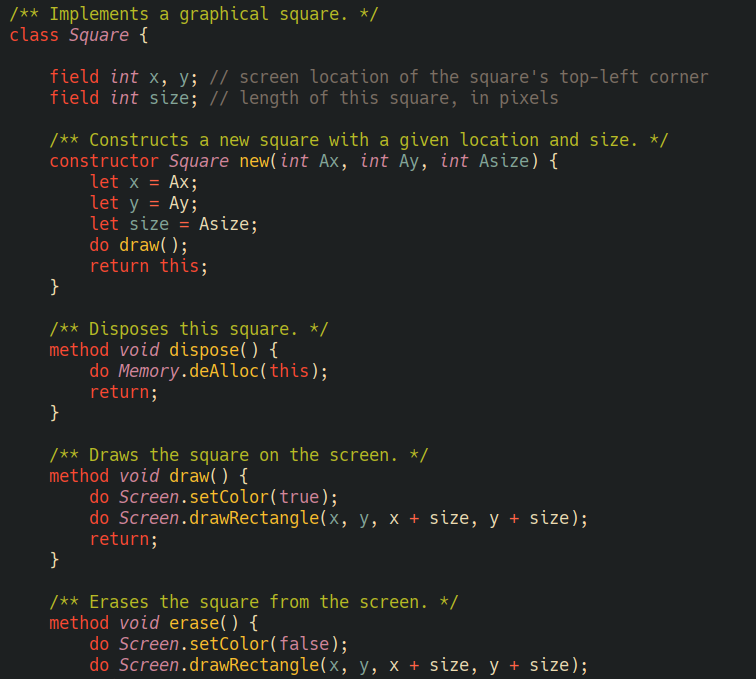 /** Implements a graphical square. */
class Square {
field int x, y; // screen location of the square's top-left corner
field int size; // length of this square, in pixels
/** Constructs a new square with a given location and size. */
constructor Square new(int Ax, int Ay, int Asize) {
let x = Ax;
let y = Ay;
let size = Asize;
do draw();
return this;
}
/** Disposes this square. */
method void dispose() {
do Memory.deAlloc(this);
return;
}
/** Draws the square on the screen. */
method void draw() {
do Screen.setColor(true);
do Screen.drawRectangle(x, y, x + size, y + size);
return;
}
/** Erases the square from the screen. */
method void erase() {
do Screen.setColor(false);
do Screen.drawRectangle(x, y, x + size, y + size);